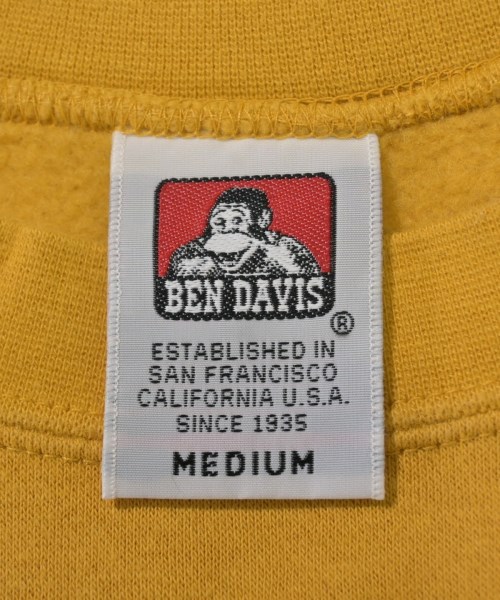 BEN DAVIS
®
ESTABLISHED IN
SAN FRANCISCO
CALIFORNIA U.S.A.
SINCE 1935
MEDIUM